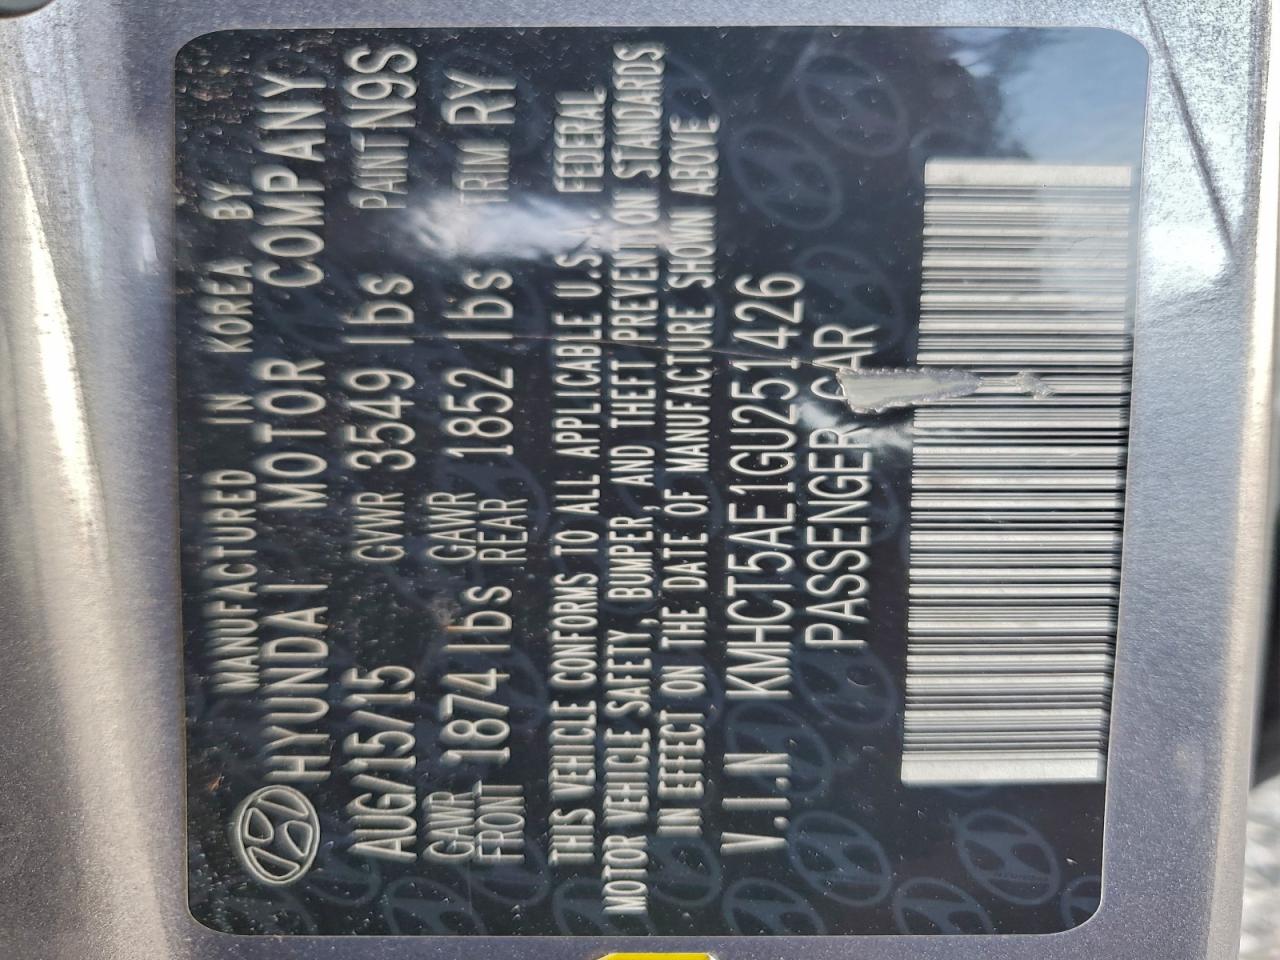 MANUFACTURED IN KOREA BY
HYUNDAI MOTOR COMPANY
AUG/15/15 GVWR 3549 lbs PAINT N9S
GAWR FRONT 1874 lbs GAWR REAR 1852 lbs TRIM RY
THIS VEHICLE CONFORMS TO ALL APPLICABLE U.S.A. FEDERAL
MOTOR VEHICLE SAFETY, BUMPER, AND THEFT PREVENTION STANDARDS
IN EFFECT ON THE DATE OF MANUFACTURE SHOWN ABOVE
V.I.N. KMHCT5AE1GU251426
PASSENGER CAR